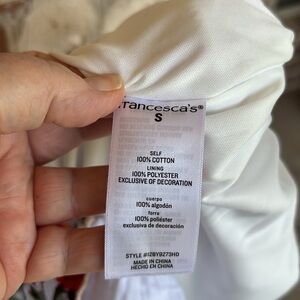 francesca's®
S
SELF
100% COTTON
LINING
100% POLYESTER
EXCLUSIVE OF DECORATION
cuerpo
100% algodón
forro
100% poliéster
exclusiva de decoración
STYLE #I2BY9273HD
MADE IN CHINA
HECHO EN CHINA